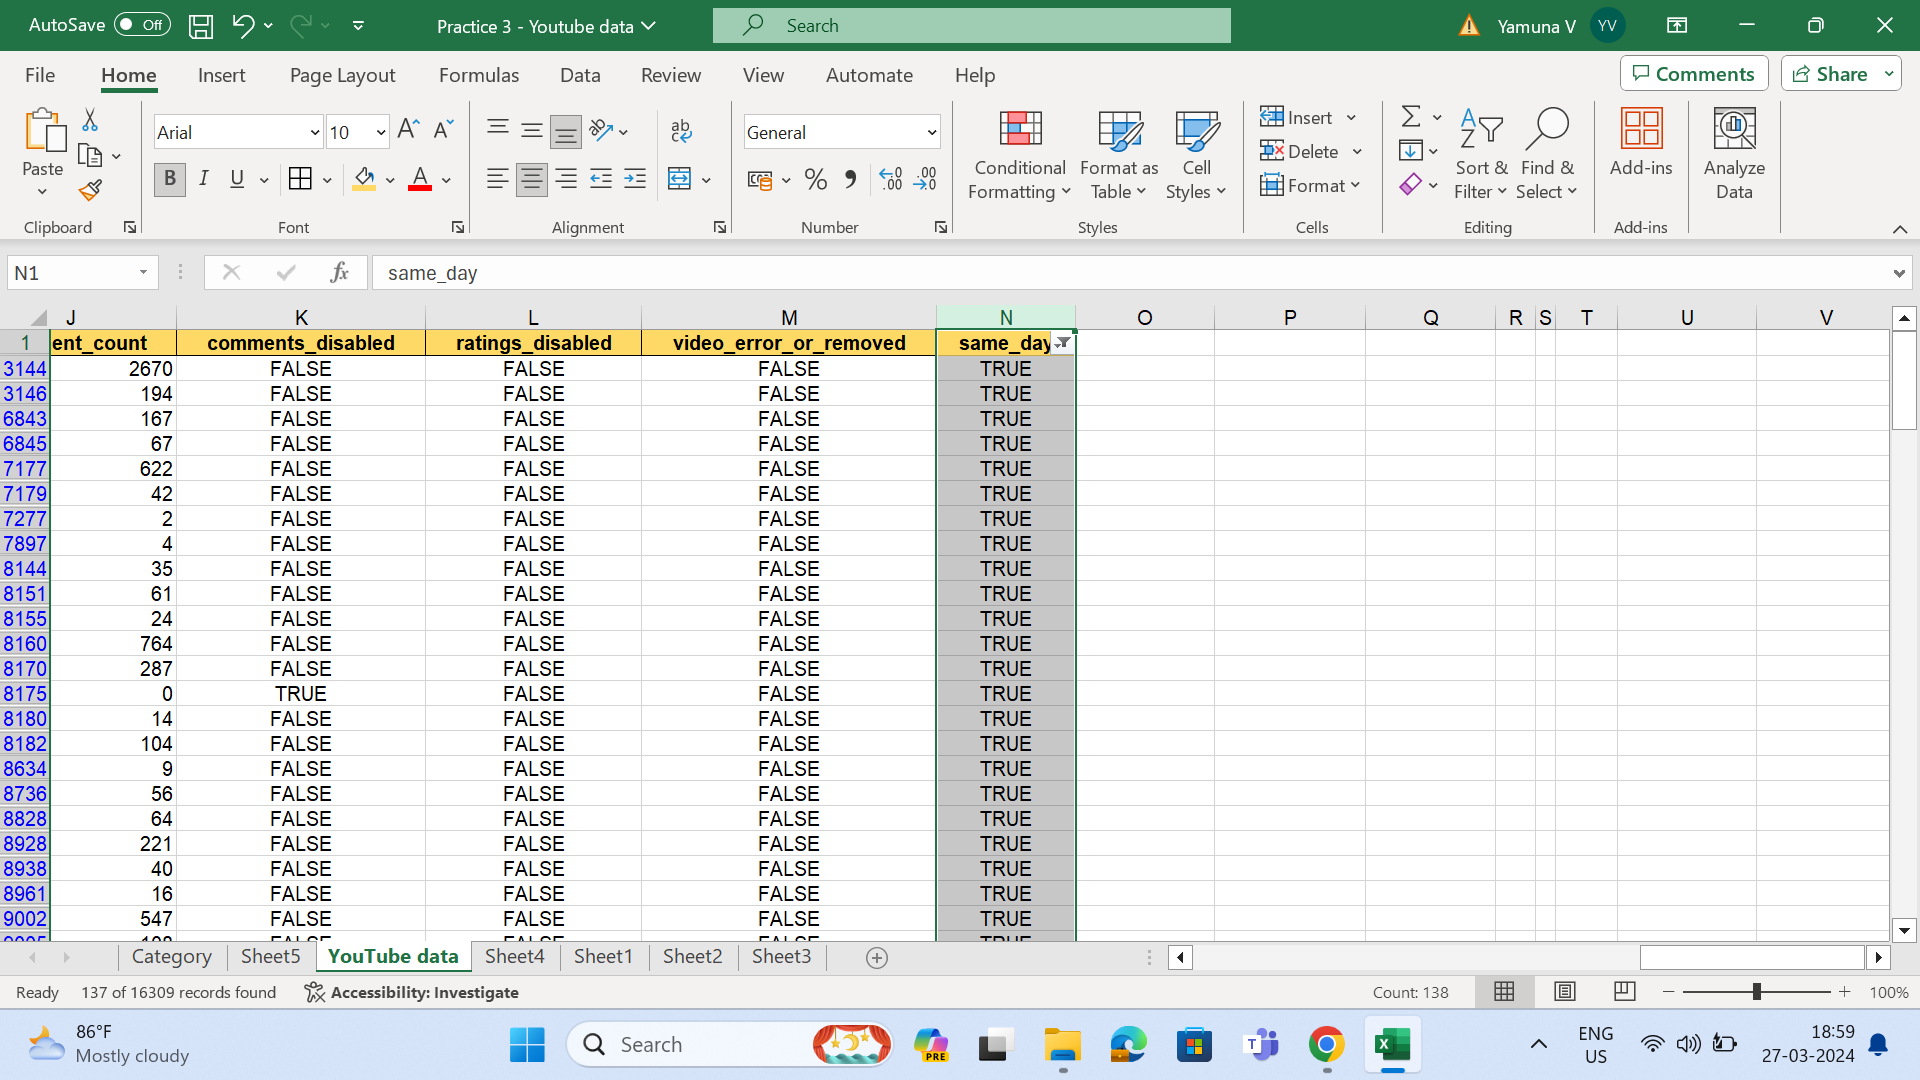 AutoSave Off Practice 3 - Youtube data Search Yamuna V YV
File Home Insert Page Layout Formulas Data Review View Automate Help Comments Share
Arial 10 ab General Insert
Paste B I U A % Conditional Formatting Format as Table Cell Styles Delete Sort & Filter Find & Select Add-ins Analyze Data
Format
Clipboard Font Alignment Number Styles Cells Editing Add-ins
N1 fx same_day
J K L M N O P Q R S T U V
1 ent_count comments_disabled ratings_disabled video_error_or_removed same_day
3144 2670 FALSE FALSE FALSE TRUE
3146 194 FALSE FALSE FALSE TRUE
6843 167 FALSE FALSE FALSE TRUE
6845 67 FALSE FALSE FALSE TRUE
7177 622 FALSE FALSE FALSE TRUE
7179 42 FALSE FALSE FALSE TRUE
7277 2 FALSE FALSE FALSE TRUE
7897 4 FALSE FALSE FALSE TRUE
8144 35 FALSE FALSE FALSE TRUE
8151 61 FALSE FALSE FALSE TRUE
8155 24 FALSE FALSE FALSE TRUE
8160 764 FALSE FALSE FALSE TRUE
8170 287 FALSE FALSE FALSE TRUE
8175 0 TRUE FALSE FALSE TRUE
8180 14 FALSE FALSE FALSE TRUE
8182 104 FALSE FALSE FALSE TRUE
8634 9 FALSE FALSE FALSE TRUE
8736 56 FALSE FALSE FALSE TRUE
8828 64 FALSE FALSE FALSE TRUE
8928 221 FALSE FALSE FALSE TRUE
8938 40 FALSE FALSE FALSE TRUE
8961 16 FALSE FALSE FALSE TRUE
9002 547 FALSE FALSE FALSE TRUE
Category Sheet5 YouTube data Sheet4 Sheet1 Sheet2 Sheet3
Ready 137 of 16309 records found Accessibility: Investigate Count: 138 100%
86°F Search PRE ENG 18:59
Mostly cloudy US 27-03-2024